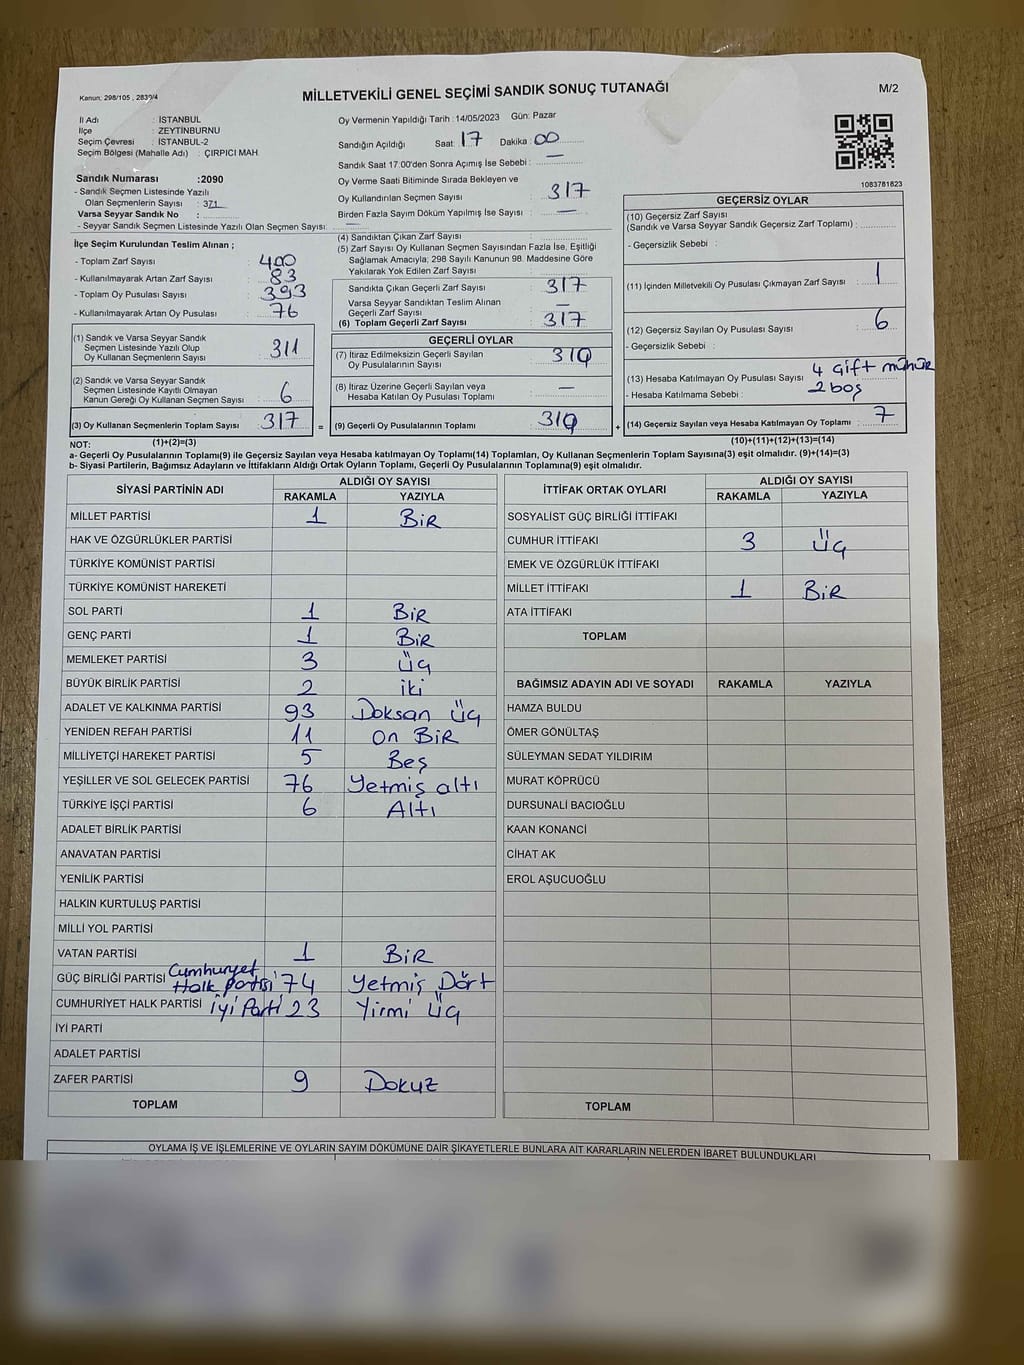 Kanun: 298/105 , 2839/4
MİLLETVEKİLİ GENEL SEÇİMİ SANDIK SONUÇ TUTANAĞI
M/2
İl Adı : İSTANBUL
İlçe : ZEYTİNBURNU
Seçim Çevresi : İSTANBUL-2
Seçim Bölgesi (Mahalle Adı) : ÇIRPICI MAH.
Sandık Numarası :2090
- Sandık Seçmen Listesinde Yazılı
Olan Seçmenlerin Sayısı : 371
Varsa Seyyar Sandık No :
- Seyyar Sandık Seçmen Listesinde Yazılı Olan Seçmen Sayısı: —
Oy Vermenin Yapıldığı Tarih : 14/05/2023 Gün: Pazar
Sandığın Açıldığı Saat: 17 Dakika: 00
Sandık Saat 17:00'den Sonra Açımış İse Sebebi : —
Oy Verme Saati Bitiminde Sırada Bekleyen ve
Oy Kullandırılan Seçmen Sayısı : 317
Birden Fazla Sayım Döküm Yapılmış İse Sayısı : —
1083781623
İlçe Seçim Kurulundan Teslim Alınan ;
- Toplam Zarf Sayısı : 400
- Kullanılmayarak Artan Zarf Sayısı : 83
- Toplam Oy Pusulası Sayısı : 393
- Kullanılmayarak Artan Oy Pusulası : 76
(1) Sandık ve Varsa Seyyar Sandık
Seçmen Listesinde Yazılı Olup
Oy Kullanan Seçmenlerin Sayısı : 311
(2) Sandık ve Varsa Seyyar Sandık
Seçmen Listesinde Kayıtlı Olmayan
Kanun Gereği Oy Kullanan Seçmen Sayısı : 6
(3) Oy Kullanan Seçmenlerin Toplam Sayısı : 317
(4) Sandıktan Çıkan Zarf Sayısı :
(5) Zarf Sayısı Oy Kullanan Seçmen Sayısından Fazla İse, Eşitliği
Sağlamak Amacıyla; 298 Sayılı Kanunun 98. Maddesine Göre
Yakılarak Yok Edilen Zarf Sayısı :
Sandıkta Çıkan Geçerli Zarf Sayısı : 317
Varsa Seyyar Sandıktan Teslim Alınan
Geçerli Zarf Sayısı : —
(6) Toplam Geçerli Zarf Sayısı : 317
GEÇERLİ OYLAR
(7) İtiraz Edilmeksizin Geçerli Sayılan
Oy Pusulalarının Sayısı : 310
(8) İtiraz Üzerine Geçerli Sayılan veya
Hesaba Katılan Oy Pusulası Toplamı : —
= (9) Geçerli Oy Pusulalarının Toplamı : 310
GEÇERSİZ OYLAR
(10) Geçersiz Zarf Sayısı
(Sandık ve Varsa Seyyar Sandık Geçersiz Zarf Toplamı) :
- Geçersizlik Sebebi :
(11) İçinden Milletvekili Oy Pusulası Çıkmayan Zarf Sayısı : 1
(12) Geçersiz Sayılan Oy Pusulası Sayısı : 6
- Geçersizlik Sebebi :
(13) Hesaba Katılmayan Oy Pusulası Sayısı : 4 çift mühür
- Hesaba Katılmama Sebebi : 2 boş
+ (14) Geçersiz Sayılan veya Hesaba Katılmayan Oy Toplamı : 7
NOT: (1)+(2)=(3) (10)+(11)+(12)+(13)=(14)
a- Geçerli Oy Pusulalarının Toplamı(9) ile Geçersiz Sayılan veya Hesaba katılmayan Oy Toplamı(14) Toplamları, Oy Kullanan Seçmenlerin Toplam Sayısına(3) eşit olmalıdır. (9)+(14)=(3)
b- Siyasi Partilerin, Bağımsız Adayların ve İttifakların Aldığı Ortak Oyların Toplamı, Geçerli Oy Pusulalarının Toplamına(9) eşit olmalıdır.
SİYASİ PARTİNİN ADI ALDIĞI OY SAYISI
RAKAMLA YAZIYLA
MİLLET PARTİSİ 1 Bir
HAK VE ÖZGÜRLÜKLER PARTİSİ
TÜRKİYE KOMÜNİST PARTİSİ
TÜRKİYE KOMÜNİST HAREKETİ
SOL PARTİ 1 Bir
GENÇ PARTİ 1 Bir
MEMLEKET PARTİSİ 3 üç
BÜYÜK BİRLİK PARTİSİ 2 iki
ADALET VE KALKINMA PARTİSİ 93 Doksan üç
YENİDEN REFAH PARTİSİ 11 on Bir
MİLLİYETÇİ HAREKET PARTİSİ 5 Beş
YEŞİLLER VE SOL GELECEK PARTİSİ 76 Yetmiş altı
TÜRKİYE İŞÇİ PARTİSİ 6 Altı
ADALET BİRLİK PARTİSİ
ANAVATAN PARTİSİ
YENİLİK PARTİSİ
HALKIN KURTULUŞ PARTİSİ
MİLLİ YOL PARTİSİ
VATAN PARTİSİ 1 Bir
GÜÇ BİRLİĞİ PARTİSİ Cumhuriyet Halk partisi 74 Yetmiş Dört
CUMHURİYET HALK PARTİSİ İyi Parti 23 Yirmi üç
İYİ PARTİ
ADALET PARTİSİ
ZAFER PARTİSİ 9 Dokuz
TOPLAM
İTTİFAK ORTAK OYLARI ALDIĞI OY SAYISI
RAKAMLA YAZIYLA
SOSYALİST GÜÇ BİRLİĞİ İTTİFAKI
CUMHUR İTTİFAKI 3 üç
EMEK VE ÖZGÜRLÜK İTTİFAKI
MİLLET İTTİFAKI 1 Bir
ATA İTTİFAKI
TOPLAM
BAĞIMSIZ ADAYIN ADI VE SOYADI RAKAMLA YAZIYLA
HAMZA BULDU
ÖMER GÖNÜLTAŞ
SÜLEYMAN SEDAT YILDIRIM
MURAT KÖPRÜCÜ
DURSUNALİ BACIOĞLU
KAAN KONANCİ
CİHAT AK
EROL AŞUCUOĞLU
TOPLAM
OYLAMA İŞ VE İŞLEMLERİNE VE OYLARIN SAYIM DÖKÜMÜNE DAİR ŞİKAYETLERLE BUNLARA AİT KARARLARIN NELERDEN İBARET BULUNDUKLARI